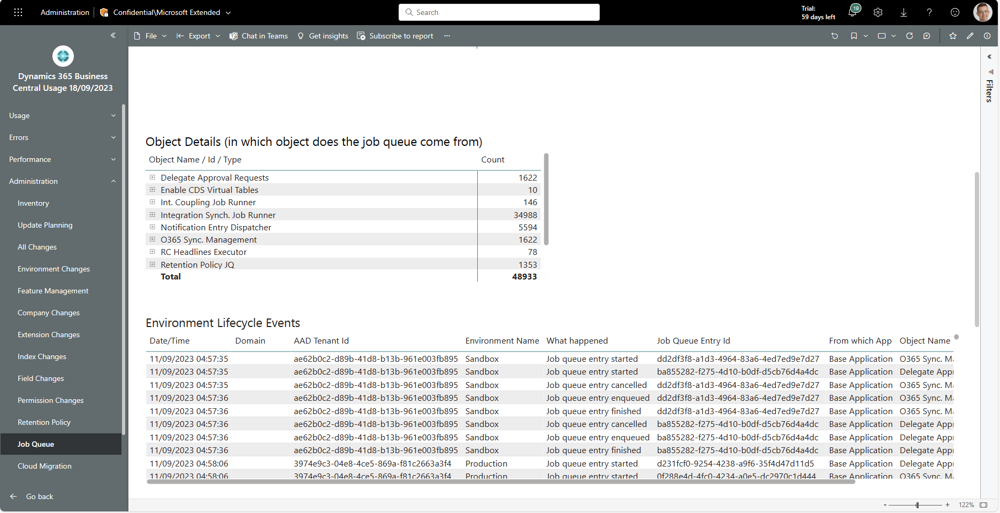 Administration
Confidential\Microsoft Extended
Search
Trial:
59 days left
19
File
Export
Chat in Teams
Get insights
Subscribe to report
Dynamics 365 Business
Central Usage 18/09/2023
Usage
Errors
Performance
Administration
Inventory
Update Planning
All Changes
Environment Changes
Feature Management
Company Changes
Extension Changes
Index Changes
Field Changes
Permission Changes
Retention Policy
Job Queue
Cloud Migration
Go back
Filters
Object Details (in which object does the job queue come from)
Object Name / Id / Type Count
Delegate Approval Requests 1622
Enable CDS Virtual Tables 10
Int. Coupling Job Runner 146
Integration Synch. Job Runner 34988
Notification Entry Dispatcher 5594
O365 Sync. Management 1622
RC Headlines Executor 78
Retention Policy JQ 1353
Total 48933
Environment Lifecycle Events
Date/Time Domain AAD Tenant Id Environment Name What happened Job Queue Entry Id From which App Object Name
11/09/2023 04:57:35 ae62b0c2-d89b-41d8-b13b-961e003fb895 Sandbox Job queue entry started dd2df3f8-a1d3-4964-83a6-4ed7ed9e7d27 Base Application O365 Sync. Ma
11/09/2023 04:57:35 ae62b0c2-d89b-41d8-b13b-961e003fb895 Sandbox Job queue entry started ba855282-f275-4d10-b0df-d5cb76d4a4dc Base Application Delegate Appr
11/09/2023 04:57:35 ae62b0c2-d89b-41d8-b13b-961e003fb895 Sandbox Job queue entry cancelled dd2df3f8-a1d3-4964-83a6-4ed7ed9e7d27 Base Application O365 Sync. Ma
11/09/2023 04:57:36 ae62b0c2-d89b-41d8-b13b-961e003fb895 Sandbox Job queue entry enqueued dd2df3f8-a1d3-4964-83a6-4ed7ed9e7d27 Base Application O365 Sync. Ma
11/09/2023 04:57:36 ae62b0c2-d89b-41d8-b13b-961e003fb895 Sandbox Job queue entry finished dd2df3f8-a1d3-4964-83a6-4ed7ed9e7d27 Base Application O365 Sync. Ma
11/09/2023 04:57:36 ae62b0c2-d89b-41d8-b13b-961e003fb895 Sandbox Job queue entry cancelled ba855282-f275-4d10-b0df-d5cb76d4a4dc Base Application Delegate Appr
11/09/2023 04:57:36 ae62b0c2-d89b-41d8-b13b-961e003fb895 Sandbox Job queue entry enqueued ba855282-f275-4d10-b0df-d5cb76d4a4dc Base Application Delegate Appr
11/09/2023 04:57:36 ae62b0c2-d89b-41d8-b13b-961e003fb895 Sandbox Job queue entry finished ba855282-f275-4d10-b0df-d5cb76d4a4dc Base Application Delegate Appr
11/09/2023 04:58:06 3974e9c3-04e8-4ce5-869a-f81c2663a3f4 Production Job queue entry started d231fcf0-9254-4238-a9f6-35f4d47d11d5 Base Application Delegate Appr
11/09/2023 04:58:06 3974e9c3-04e8-4ce5-869a-f81c2663a3f4 Production Job queue entry started 0f288e4d-4fc0-4234-a0e5-dc2970c1d444 Base Application O365 Sync. Ma
- + 122%